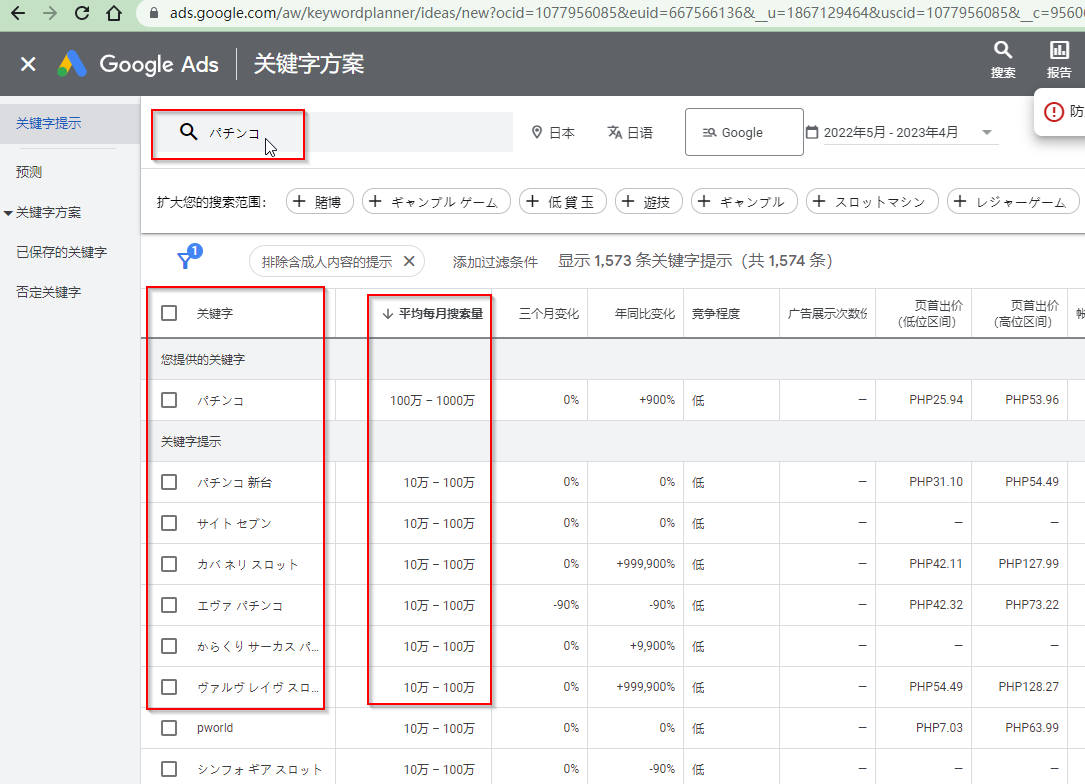 ads.google.com/aw/keywordplanner/ideas/new?ocid=1077956085&euid=667566136&__u=1867129464&uscid=1077956085&__c=9560
Google Ads 关键字方案 搜索 报告
关键字提示
预测
关键字方案
已保存的关键字
否定关键字
パチンコ 日本 日语 Google 2022年5月 - 2023年4月 防
扩大您的搜索范围： 賭博 ギャンブル ゲーム 低 貸 玉 遊技 ギャンブル スロットマシン レジャーゲーム
1 排除含成人内容的提示 添加过滤条件 显示 1,573 条关键字提示（共 1,574 条）
关键字 平均每月搜索量 三个月变化 年同比变化 竞争程度 广告展示次数份 页首出价（低位区间） 页首出价（高位区间）
您提供的关键字
パチンコ 100万 – 1000万 0% +900% 低 — PHP25.94 PHP53.96
关键字提示
パチンコ 新台 10万 – 100万 0% 0% 低 — PHP31.10 PHP54.49
サイト セブン 10万 – 100万 0% 0% 低 — — —
カバ ネリ スロット 10万 – 100万 0% +999,900% 低 — PHP42.11 PHP127.99
エヴァ パチンコ 10万 – 100万 -90% -90% 低 — PHP42.32 PHP73.22
からくり サーカス パ... 10万 – 100万 0% +9,900% 低 — — —
ヴァルヴ レイヴ スロ... 10万 – 100万 0% +999,900% 低 — PHP54.49 PHP128.27
pworld 10万 – 100万 0% 0% 低 — PHP7.03 PHP63.99
シンフォ ギア スロット 10万 – 100万 0% -90% 低 — — —